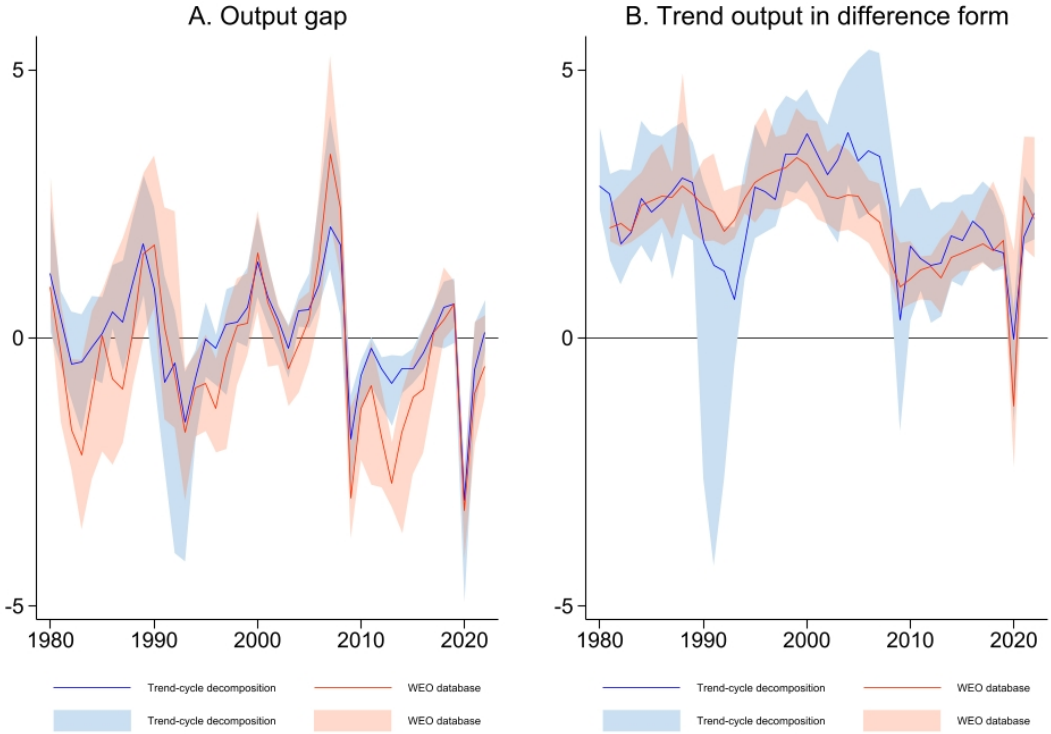 A. Output gap
5
0
-5
1980 1990 2000 2010 2020
Trend-cycle decomposition WEO database
Trend-cycle decomposition WEO database
B. Trend output in difference form
5
0
-5
1980 1990 2000 2010 2020
Trend-cycle decomposition WEO database
Trend-cycle decomposition WEO database